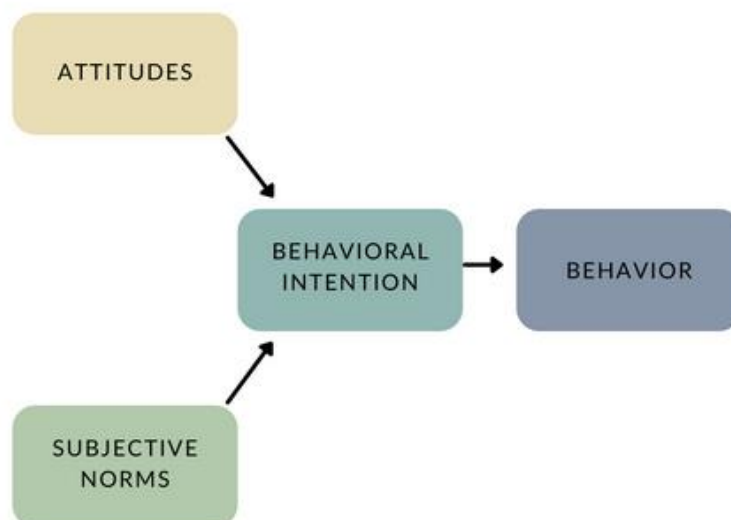 ATTITUDES
BEHAVIORAL
INTENTION
BEHAVIOR
SUBJECTIVE
NORMS